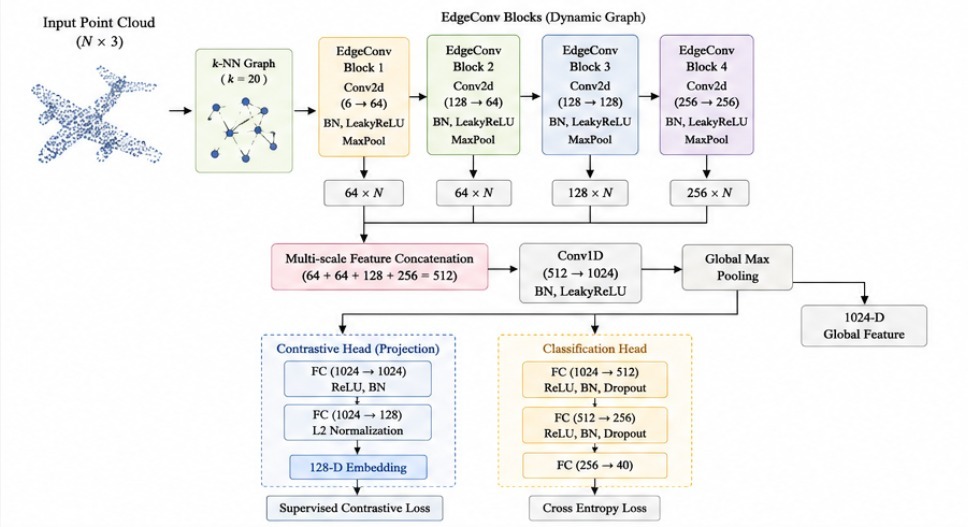 Input Point Cloud
(N × 3)
k-NN Graph
( k = 20 )
EdgeConv Blocks (Dynamic Graph)
EdgeConv
Block 1
Conv2d
(6 → 64)
BN, LeakyReLU
MaxPool
EdgeConv
Block 2
Conv2d
(128 → 64)
BN, LeakyReLU
MaxPool
EdgeConv
Block 3
Conv2d
(128 → 128)
BN, LeakyReLU
MaxPool
EdgeConv
Block 4
Conv2d
(256 → 256)
BN, LeakyReLU
MaxPool
64 × N
64 × N
128 × N
256 × N
Multi-scale Feature Concatenation
(64 + 64 + 128 + 256 = 512)
Conv1D
(512 → 1024)
BN, LeakyReLU
Global Max
Pooling
1024-D
Global Feature
Contrastive Head (Projection)
FC (1024 → 1024)
ReLU, BN
FC (1024 → 128)
L2 Normalization
128-D Embedding
Supervised Contrastive Loss
Classification Head
FC (1024 → 512)
ReLU, BN, Dropout
FC (512 → 256)
ReLU, BN, Dropout
FC (256 → 40)
Cross Entropy Loss